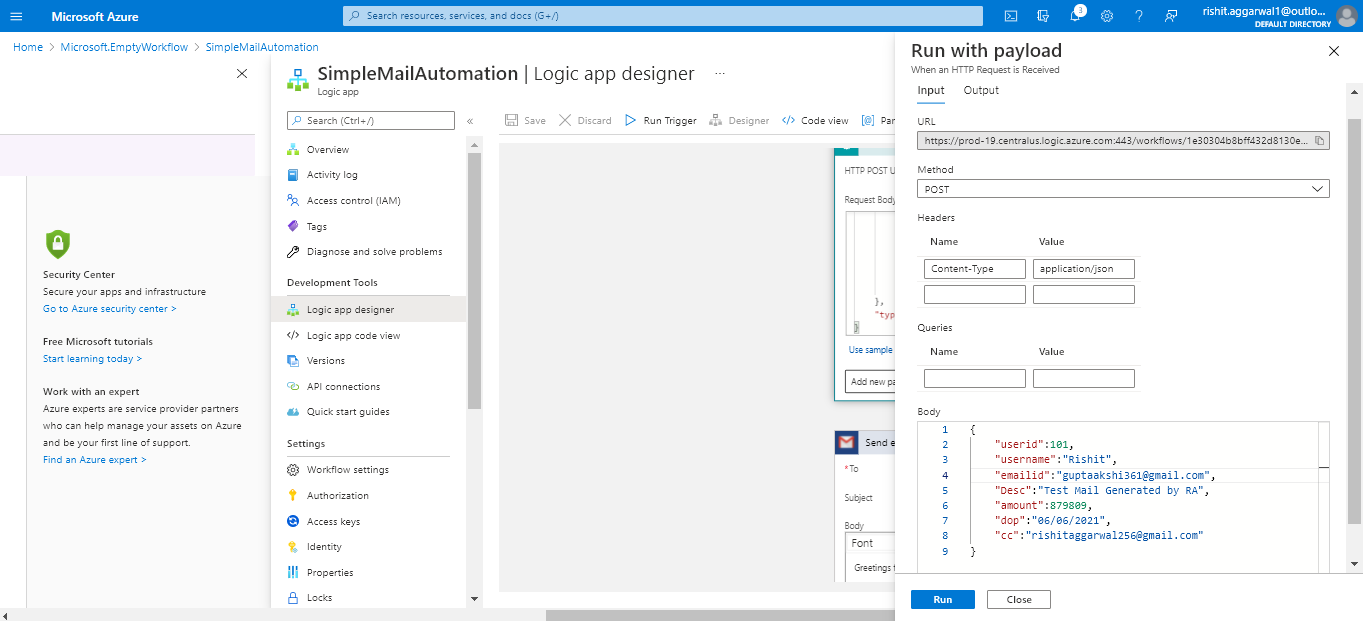 Microsoft Azure
Search resources, services, and docs (G+/)
3
rishit.aggarwal1@outlo...
DEFAULT DIRECTORY
Home > Microsoft.EmptyWorkflow > SimpleMailAutomation
Security Center
Secure your apps and infrastructure
Go to Azure security center >
Free Microsoft tutorials
Start learning today >
Work with an expert
Azure experts are service provider partners
who can help manage your assets on Azure
and be your first line of support.
Find an Azure expert >
SimpleMailAutomation | Logic app designer ...
Logic app
Search (Ctrl+/)
«
Overview
Activity log
Access control (IAM)
Tags
Diagnose and solve problems
Development Tools
Logic app designer
Logic app code view
Versions
API connections
Quick start guides
Settings
Workflow settings
Authorization
Access keys
Identity
Properties
Locks
Save
Discard
Run Trigger
Designer
Code view
Par
HTTP POST U
Request Body
},
"typ
}
Use sample
Add new pa
Send e
*To
Subject
Body
Font
Greetings
Run with payload
When an HTTP Request is Received
Input
Output
URL
https://prod-19.centralus.logic.azure.com:443/workflows/1e30304b8bff432d8130e...
Method
POST
Headers
Name Value
Content-Type application/json
Queries
Name Value
Body
1 {
2 "userid":101,
3 "username":"Rishit",
4 "emailid":"guptaakshi361@gmail.com",
5 "Desc":"Test Mail Generated by RA",
6 "amount":879809,
7 "dop":"06/06/2021",
8 "cc":"rishitaggarwal256@gmail.com"
9 }
Run
Close